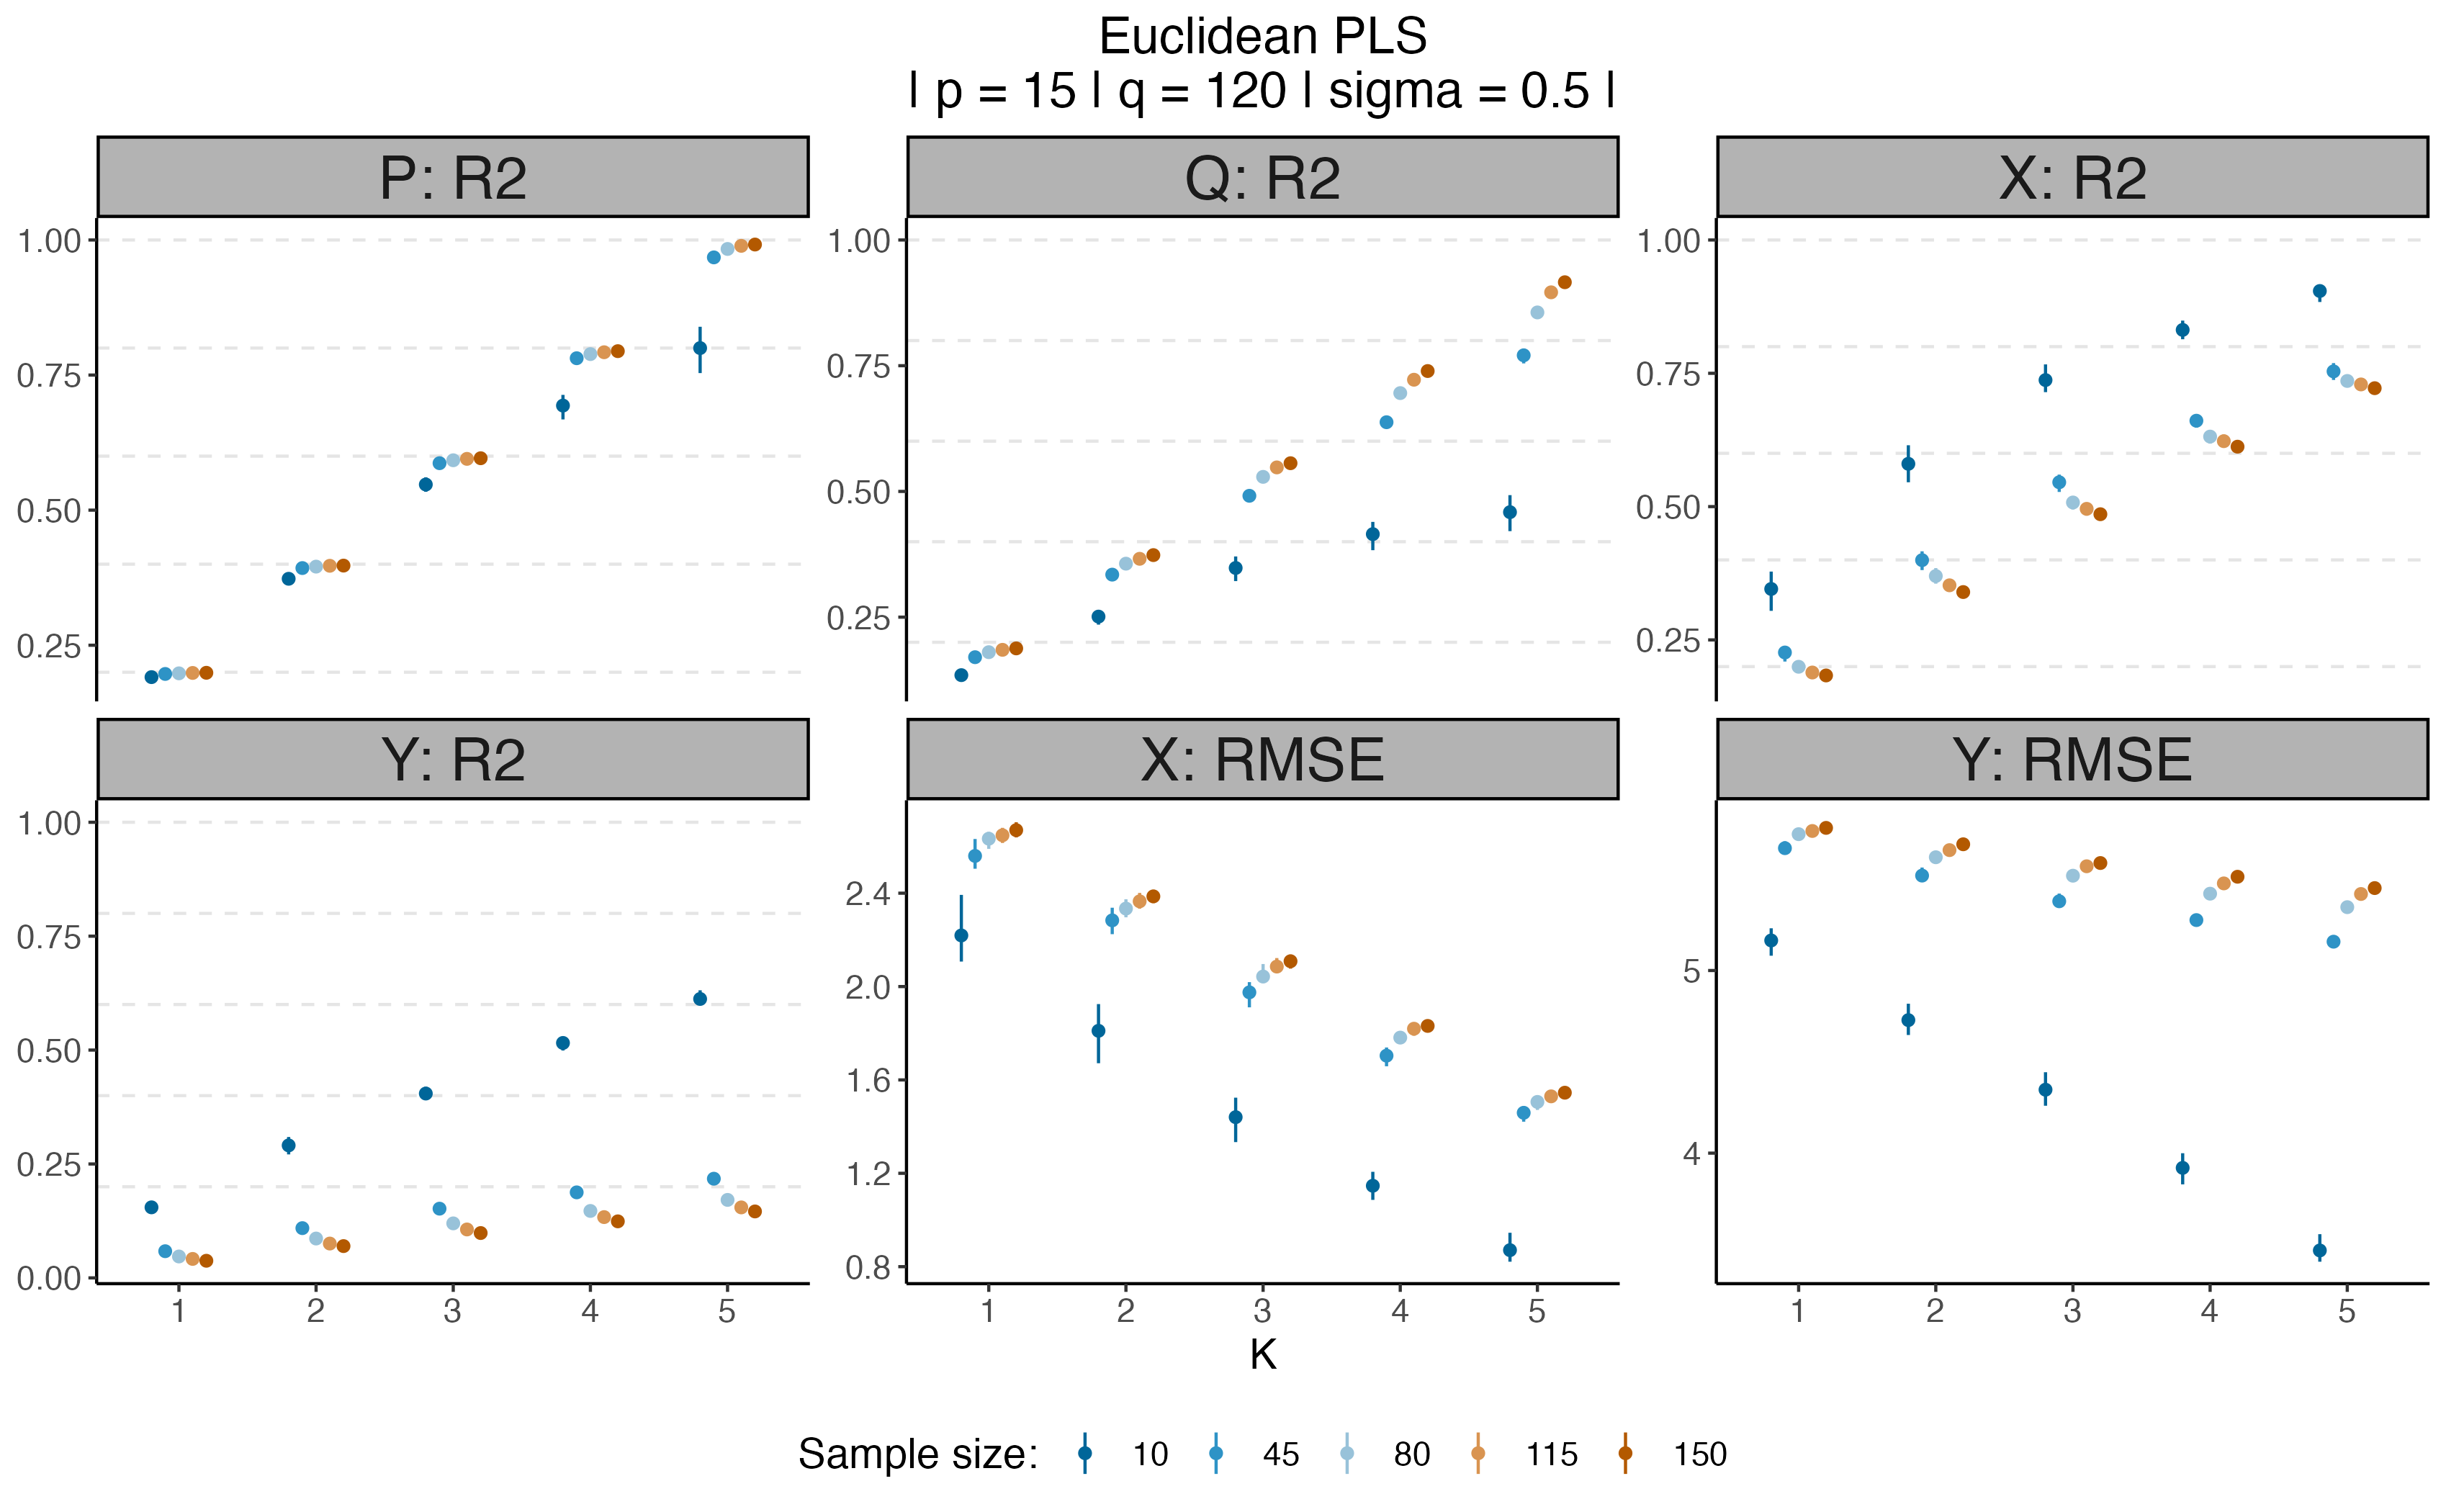 Euclidean PLS
| p = 15 | q = 120 | sigma = 0.5 |
P: R2
Q: R2
X: R2
1.00
0.75
0.50
0.25
1.00
0.75
0.50
0.25
1.00
0.75
0.50
0.25
Y: R2
X: RMSE
Y: RMSE
1.00
0.75
0.50
0.25
0.00
2.4
2.0
1.6
1.2
0.8
5
4
1 2 3 4 5
1 2 3 4 5
1 2 3 4 5
K
Sample size: 10 45 80 115 150